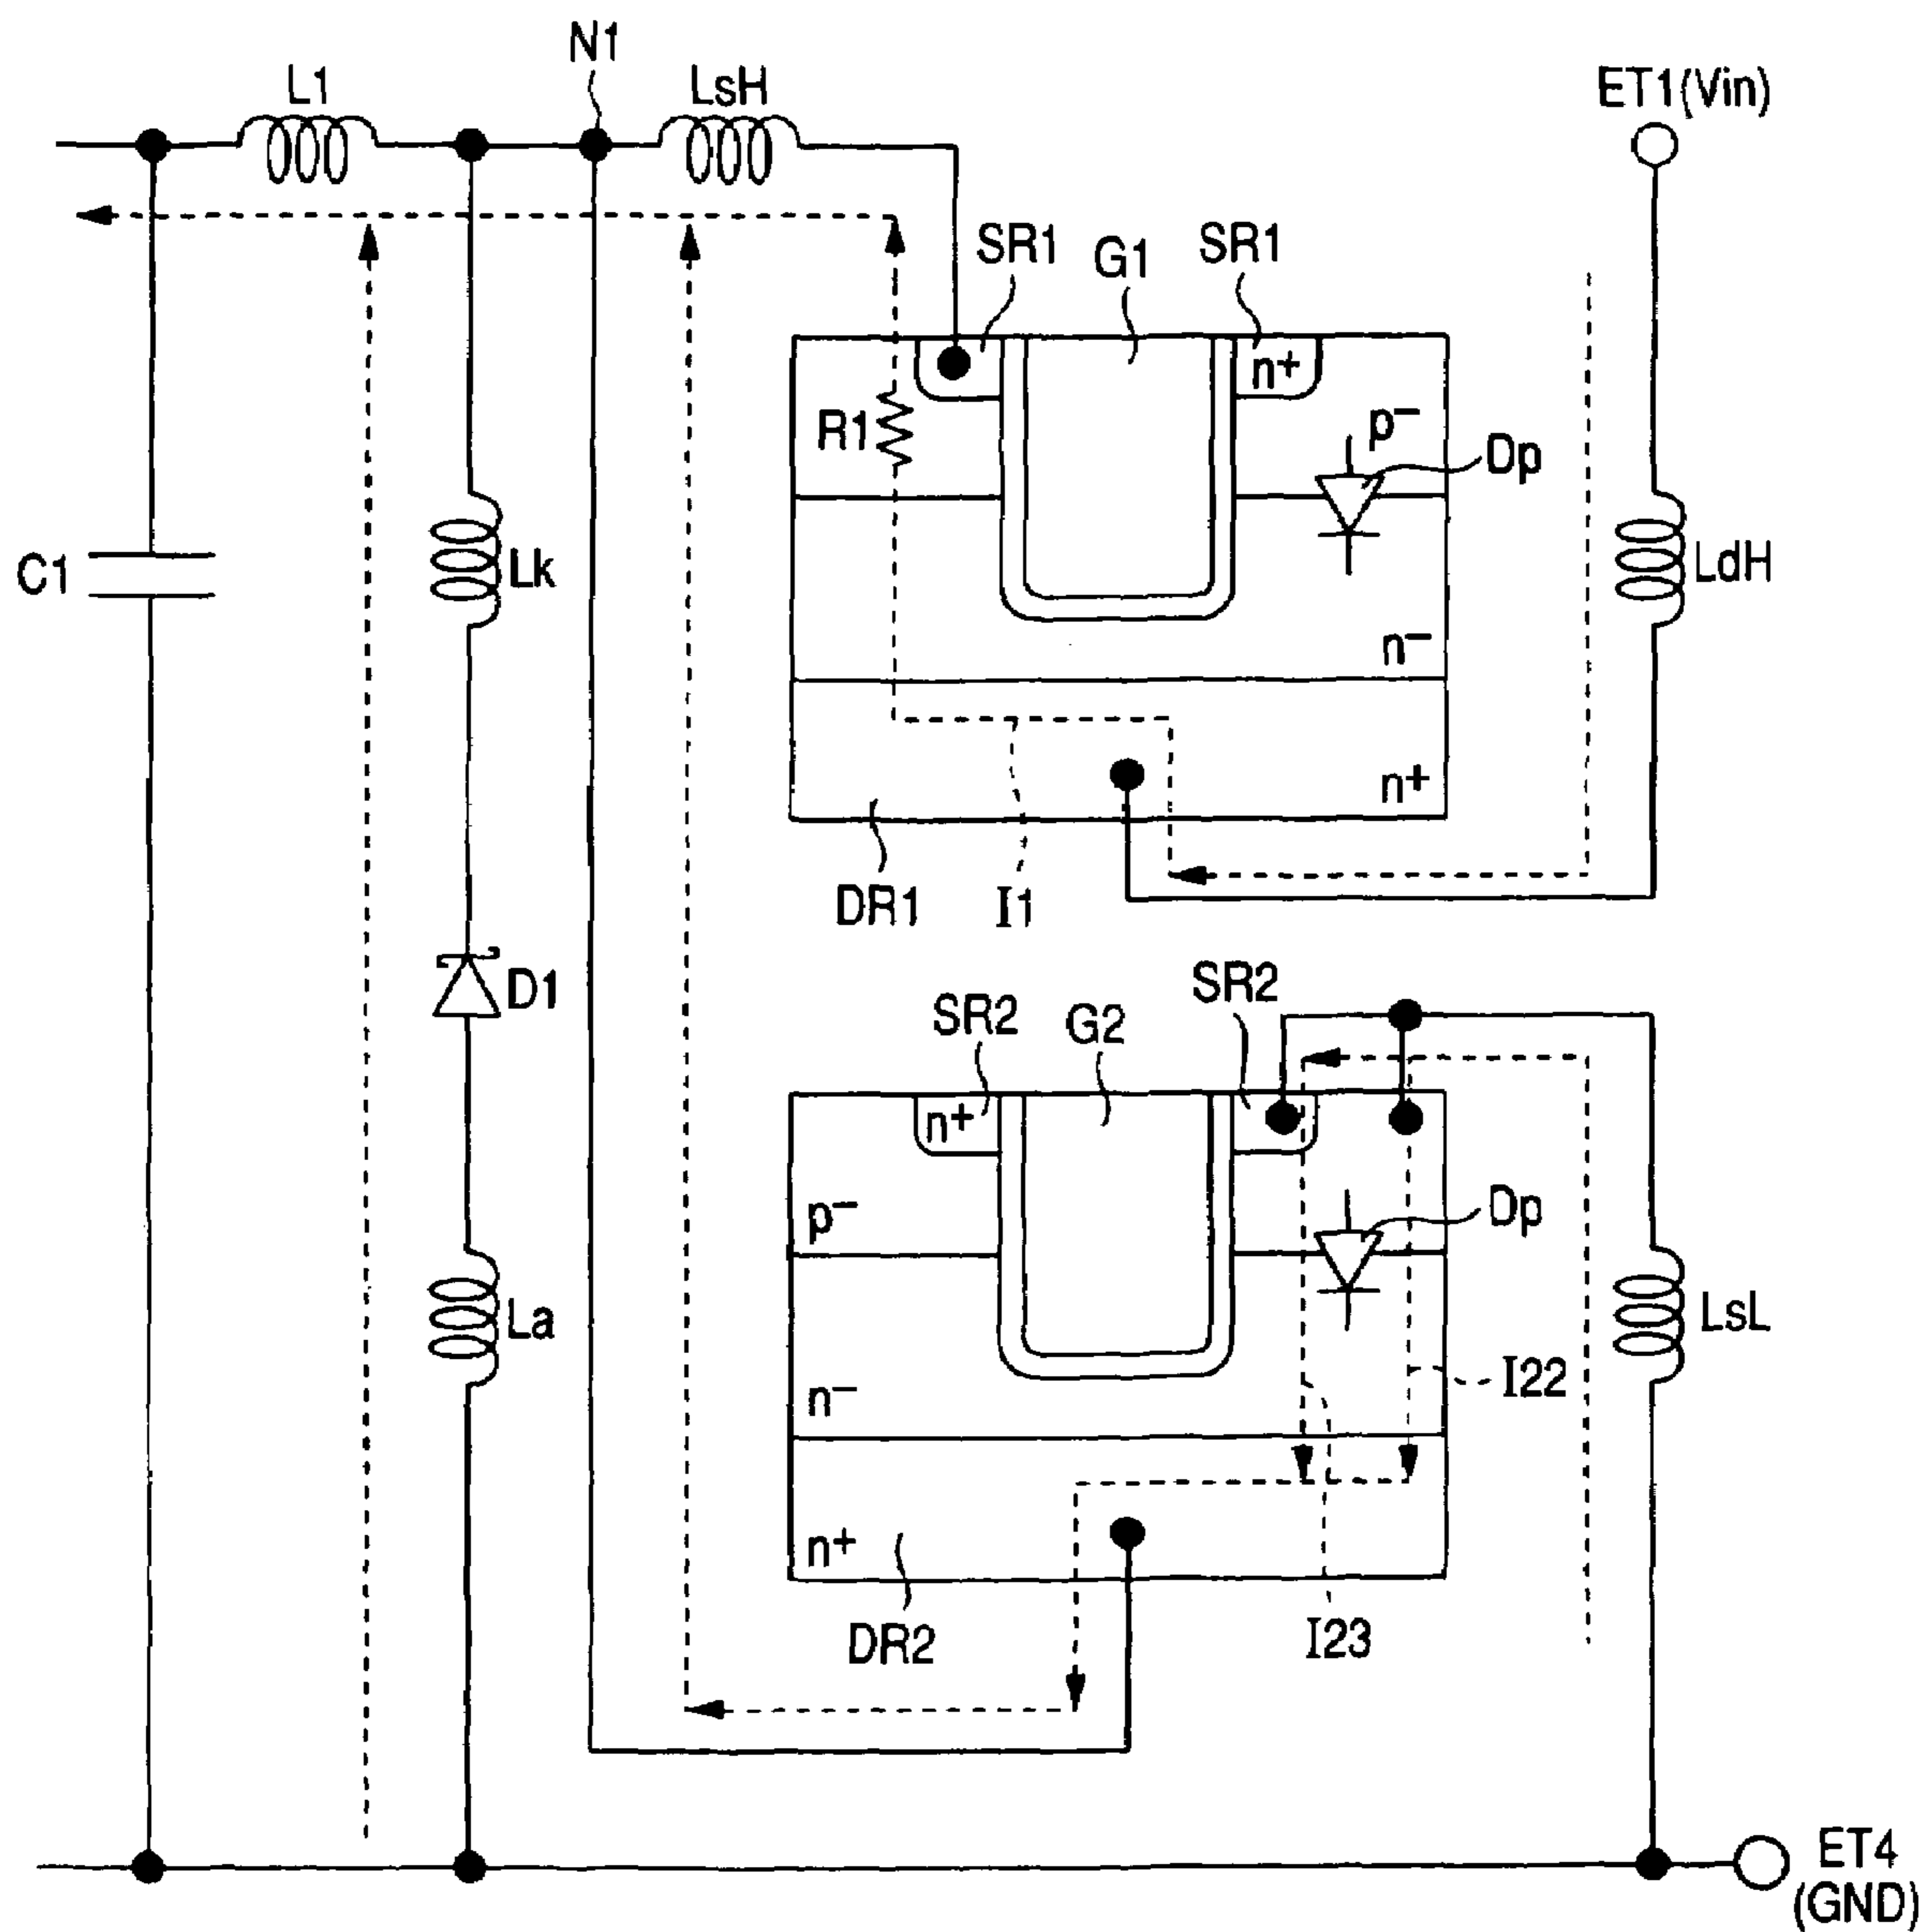 N1
L1
LsH
ET1(Vin)
SR1
G1
SR1
n+
R1
p−
Dp
C1
Lk
LdH
n−
n+
DR1
I1
D1
SR2
SR2
G2
n+
p−
Dp
La
LsL
n−
I22
n+
DR2
I23
ET4
(GND)